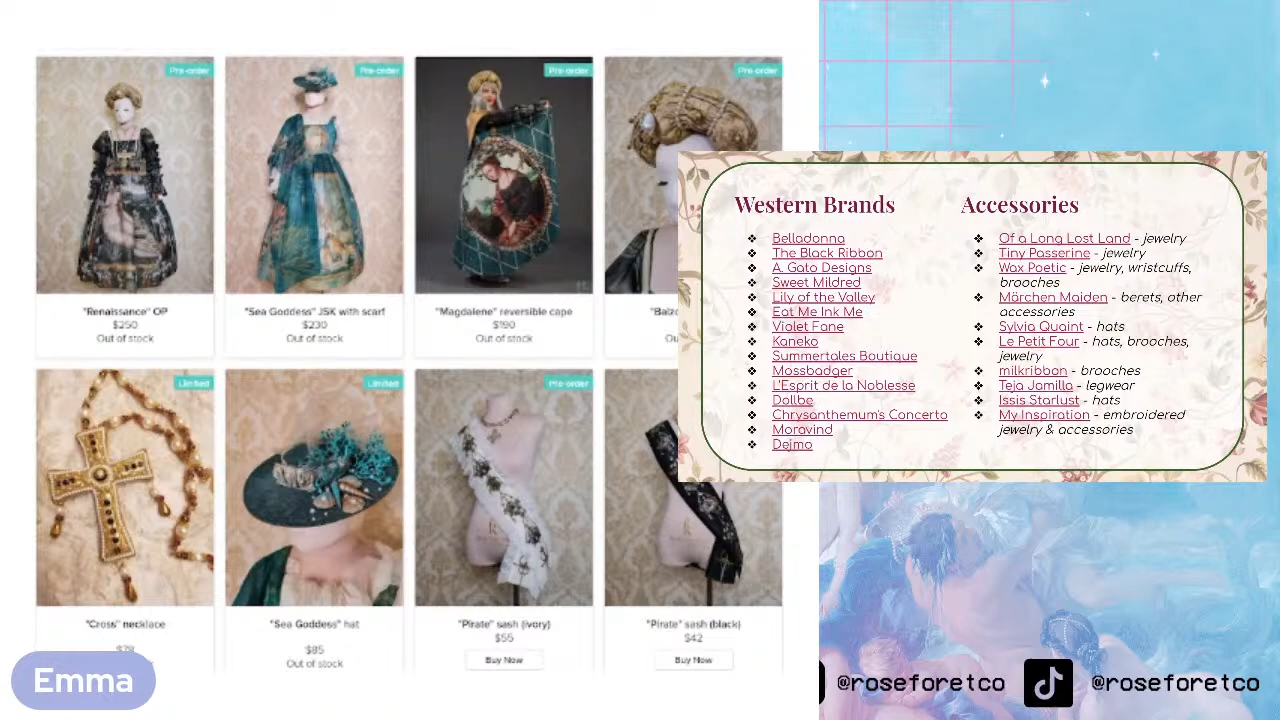 Pre-order
Pre-order
Pre-order
Pre-order
"Renaissance" OP
$250
Out of stock
"Sea Goddess" JSK with scarf
$230
Out of stock
"Magdalene" reversible cape
$190
Out of stock
Limited
Limited
Pre-order
"Cross" necklace
$78
"Sea Goddess" hat
$85
Out of stock
"Pirate" sash (ivory)
$55
Buy Now
"Pirate" sash (black)
$42
Buy Now
Western Brands
❖ Belladonna
❖ The Black Ribbon
❖ A. Gato Designs
❖ Sweet Mildred
❖ Lily of the Valley
❖ Eat Me Ink Me
❖ Violet Fane
❖ Kaneko
❖ Summertales Boutique
❖ Mossbadger
❖ L'Esprit de la Noblesse
❖ Dollbe
❖ Chrysanthemum's Concerto
❖ Moravind
❖ Dejmo
Accessories
❖ Of a Long Lost Land - jewelry
❖ Tiny Passerine - jewelry
❖ Wax Poetic - jewelry, wristcuffs,
brooches
❖ Märchen Maiden - berets, other
accessories
❖ Soxna Quaint - hats
❖ Le Petit Four - hats, brooches,
jewelry
❖ milkribbon - brooches
❖ Teja Jamilla - legwear
❖ Issis Starlust - hats
❖ My Inspiration - embroidered
jewelry & accessories
Emma
@roseforetco
@roseforetco